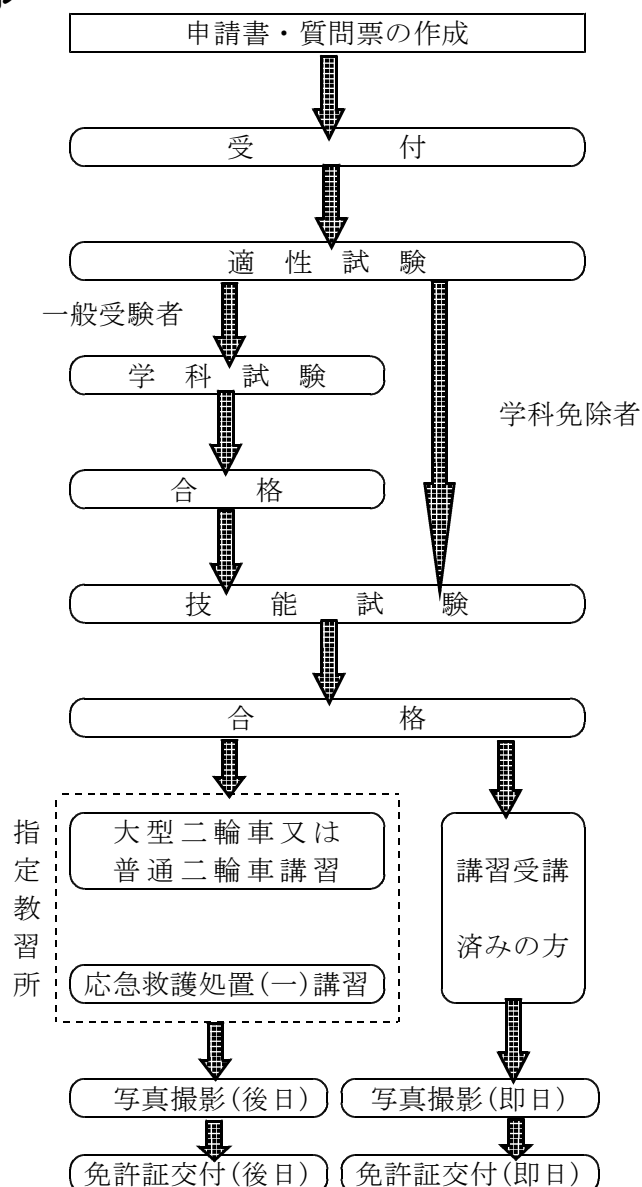 申請書・質問票の作成
受付
適性試験
一般受験者
学科試験
学科免除者
合格
技能試験
合格
指定教習所
大型二輪車又は
普通二輪車講習
応急救護処置(一)講習
講習受講
済みの方
写真撮影(後日)
写真撮影(即日)
免許証交付(後日)
免許証交付(即日)